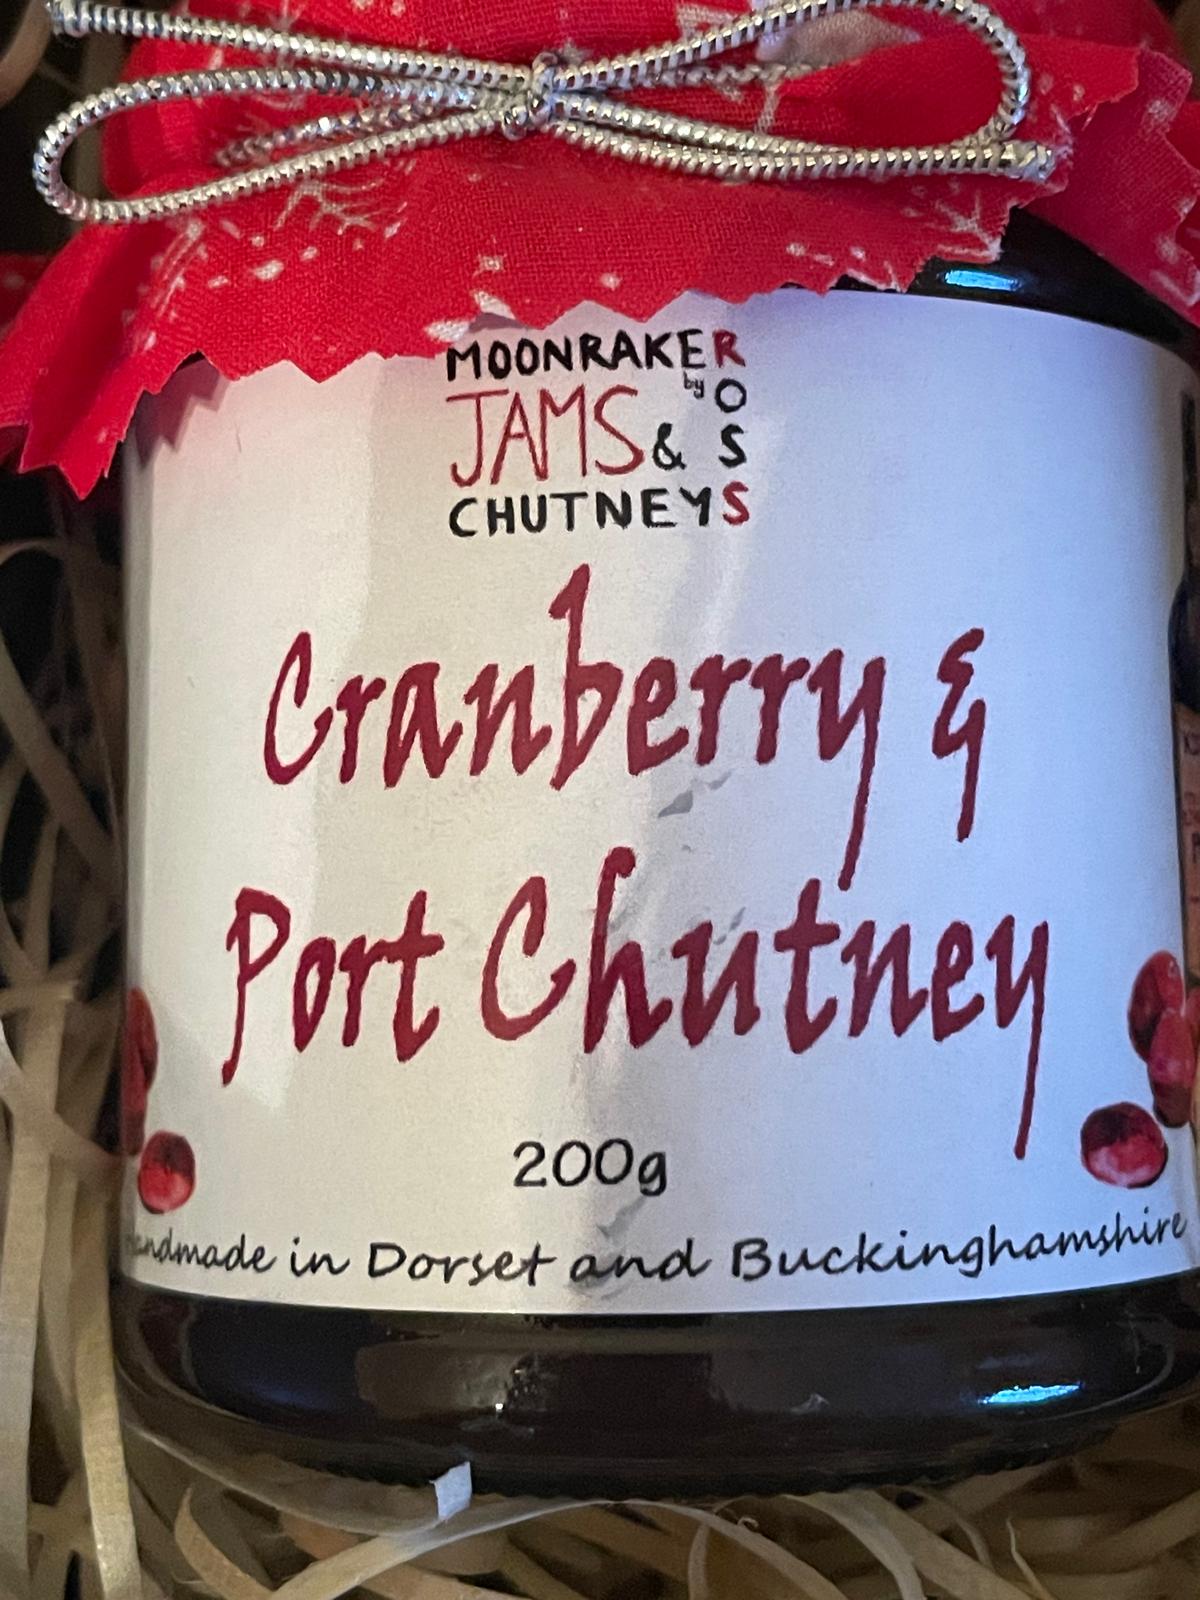 MOONRAKER
by ROSS
JAMS &
CHUTNEYS
Cranberry &
Port Chutney
200g
andmade in Dorset and Buckinghamshire